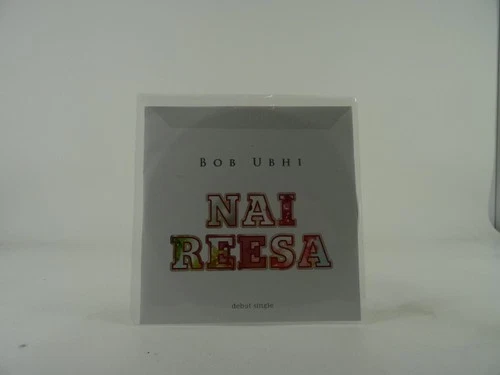 BOB UBHI
NAI
REESA
debut single